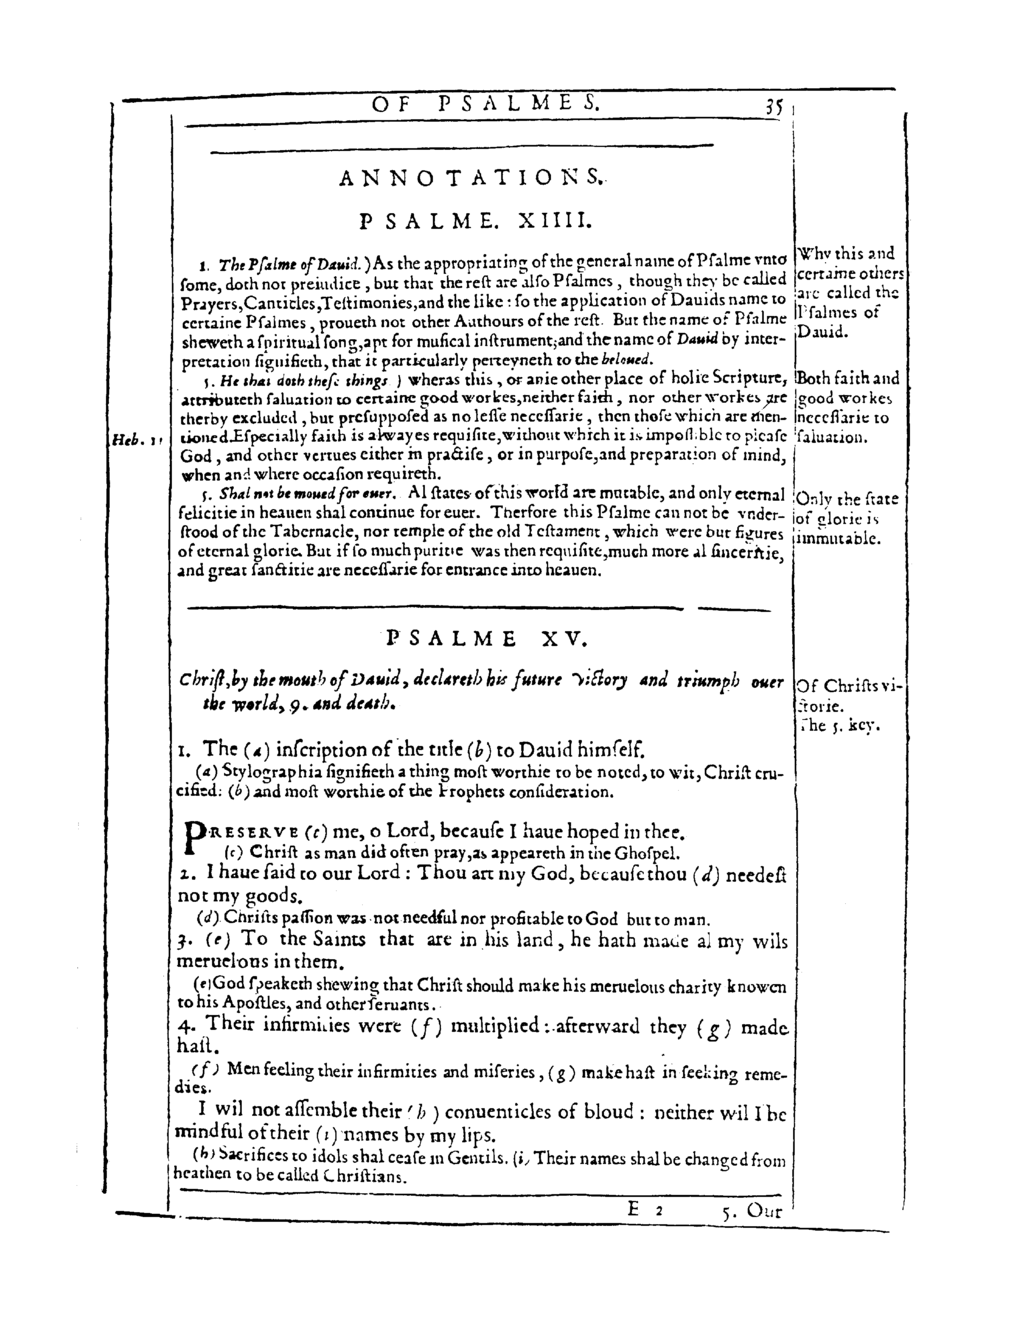 OF PSALMES. 35
ANNOTATIONS.
PSALME. XIIII.
1. The Pſalme of Dauid.) As the appropriating of the general name of Pſalme vnto
ſome, doth not preiudice, but that the reſt are alſo Pſalmes, though they be called
Prayers, Canticles, Teſtimonies, and the like: ſo the application of Dauids name to
certaine Pſalmes, proueth not other Authours of the reſt. But the name of Pſalme
sheweth a ſpiritual ſong, apt for muſical inſtrument; and the name of Dauid by inter-
pretation ſignifieth, that it particularly perteyneth to the beloued.
Why this and
certaine others
are called the
Pſalmes of
Dauid.
5. He that doth theſe things ) wheras this, or anie other place of holie Scripture,
attributeth ſaluation to certaine good workes, neither faith, nor other workes are
therby excluded, but preſuppoſed as no leſſe neceſſarie, then thoſe which are men-
tioned. Eſpecially faith is alwayes requiſite, without which it is impoſſible to pleaſe
God, and other vertues either in practiſe, or in purpoſe, and preparation of mind,
when and where occaſion requireth.
Both faith and
good workes
neceſſarie to
ſaluation.
Heb. 11
5. Shal not be moued for euer. Al ſtates of this world are mutable, and only eternal
felicitie in heauen shal continue for euer. Therfore this Pſalme can not be vnder-
ſtood of the Tabernacle, nor temple of the old Teſtament, which were but figures
of eternal glorie. But if ſo much puritie was then requiſite, much more al ſinceritie,
and great ſanctitie are neceſſarie for entrance into heauen.
Only the ſtate
of glorie is
immutable.
PSALME XV.
Chriſt, by the mouth of Dauid, declareth his future victory and triumph ouer
the world, 9. and death.
Of Chriſts vi-
ctorie.
The 5. key.
1. The (a) inſcription of the title (b) to Dauid himſelf.
(a) Stylographia ſignifieth a thing moſt worthie to be noted, to wit, Chriſt cru-
cified: (b) and moſt worthie of the Prophets conſideration.
PRESERVE (c) me, o Lord, becauſe I haue hoped in thee.
(c) Chriſt as man did often pray, as appeareth in the Ghoſpel.
2. I haue ſaid to our Lord: Thou art my God, becauſe thou (d) needeſt
not my goods.
(d) Chriſts paſſion was not needful nor profitable to God but to man.
3. (e) To the Saints that are in his land, he hath made al my wils
meruelous in them.
(e) God ſpeaketh shewing that Chriſt should make his meruelous charity knowen
to his Apoſtles, and other ſeruants.
4. Their infirmities were (f) multiplied: afterward they (g) made
haſt.
(f) Men feeling their infirmities and miſeries, (g) make haſt in ſeeking reme-
dies.
I wil not aſſemble their (h) conuenticles of bloud: neither wil I be
mindful of their (i) names by my lips.
(h) Sacrifices to idols shal ceaſe in Gentils. (i) Their names shal be changed from
heathen to be called Chriſtians.
E 2 5. Our